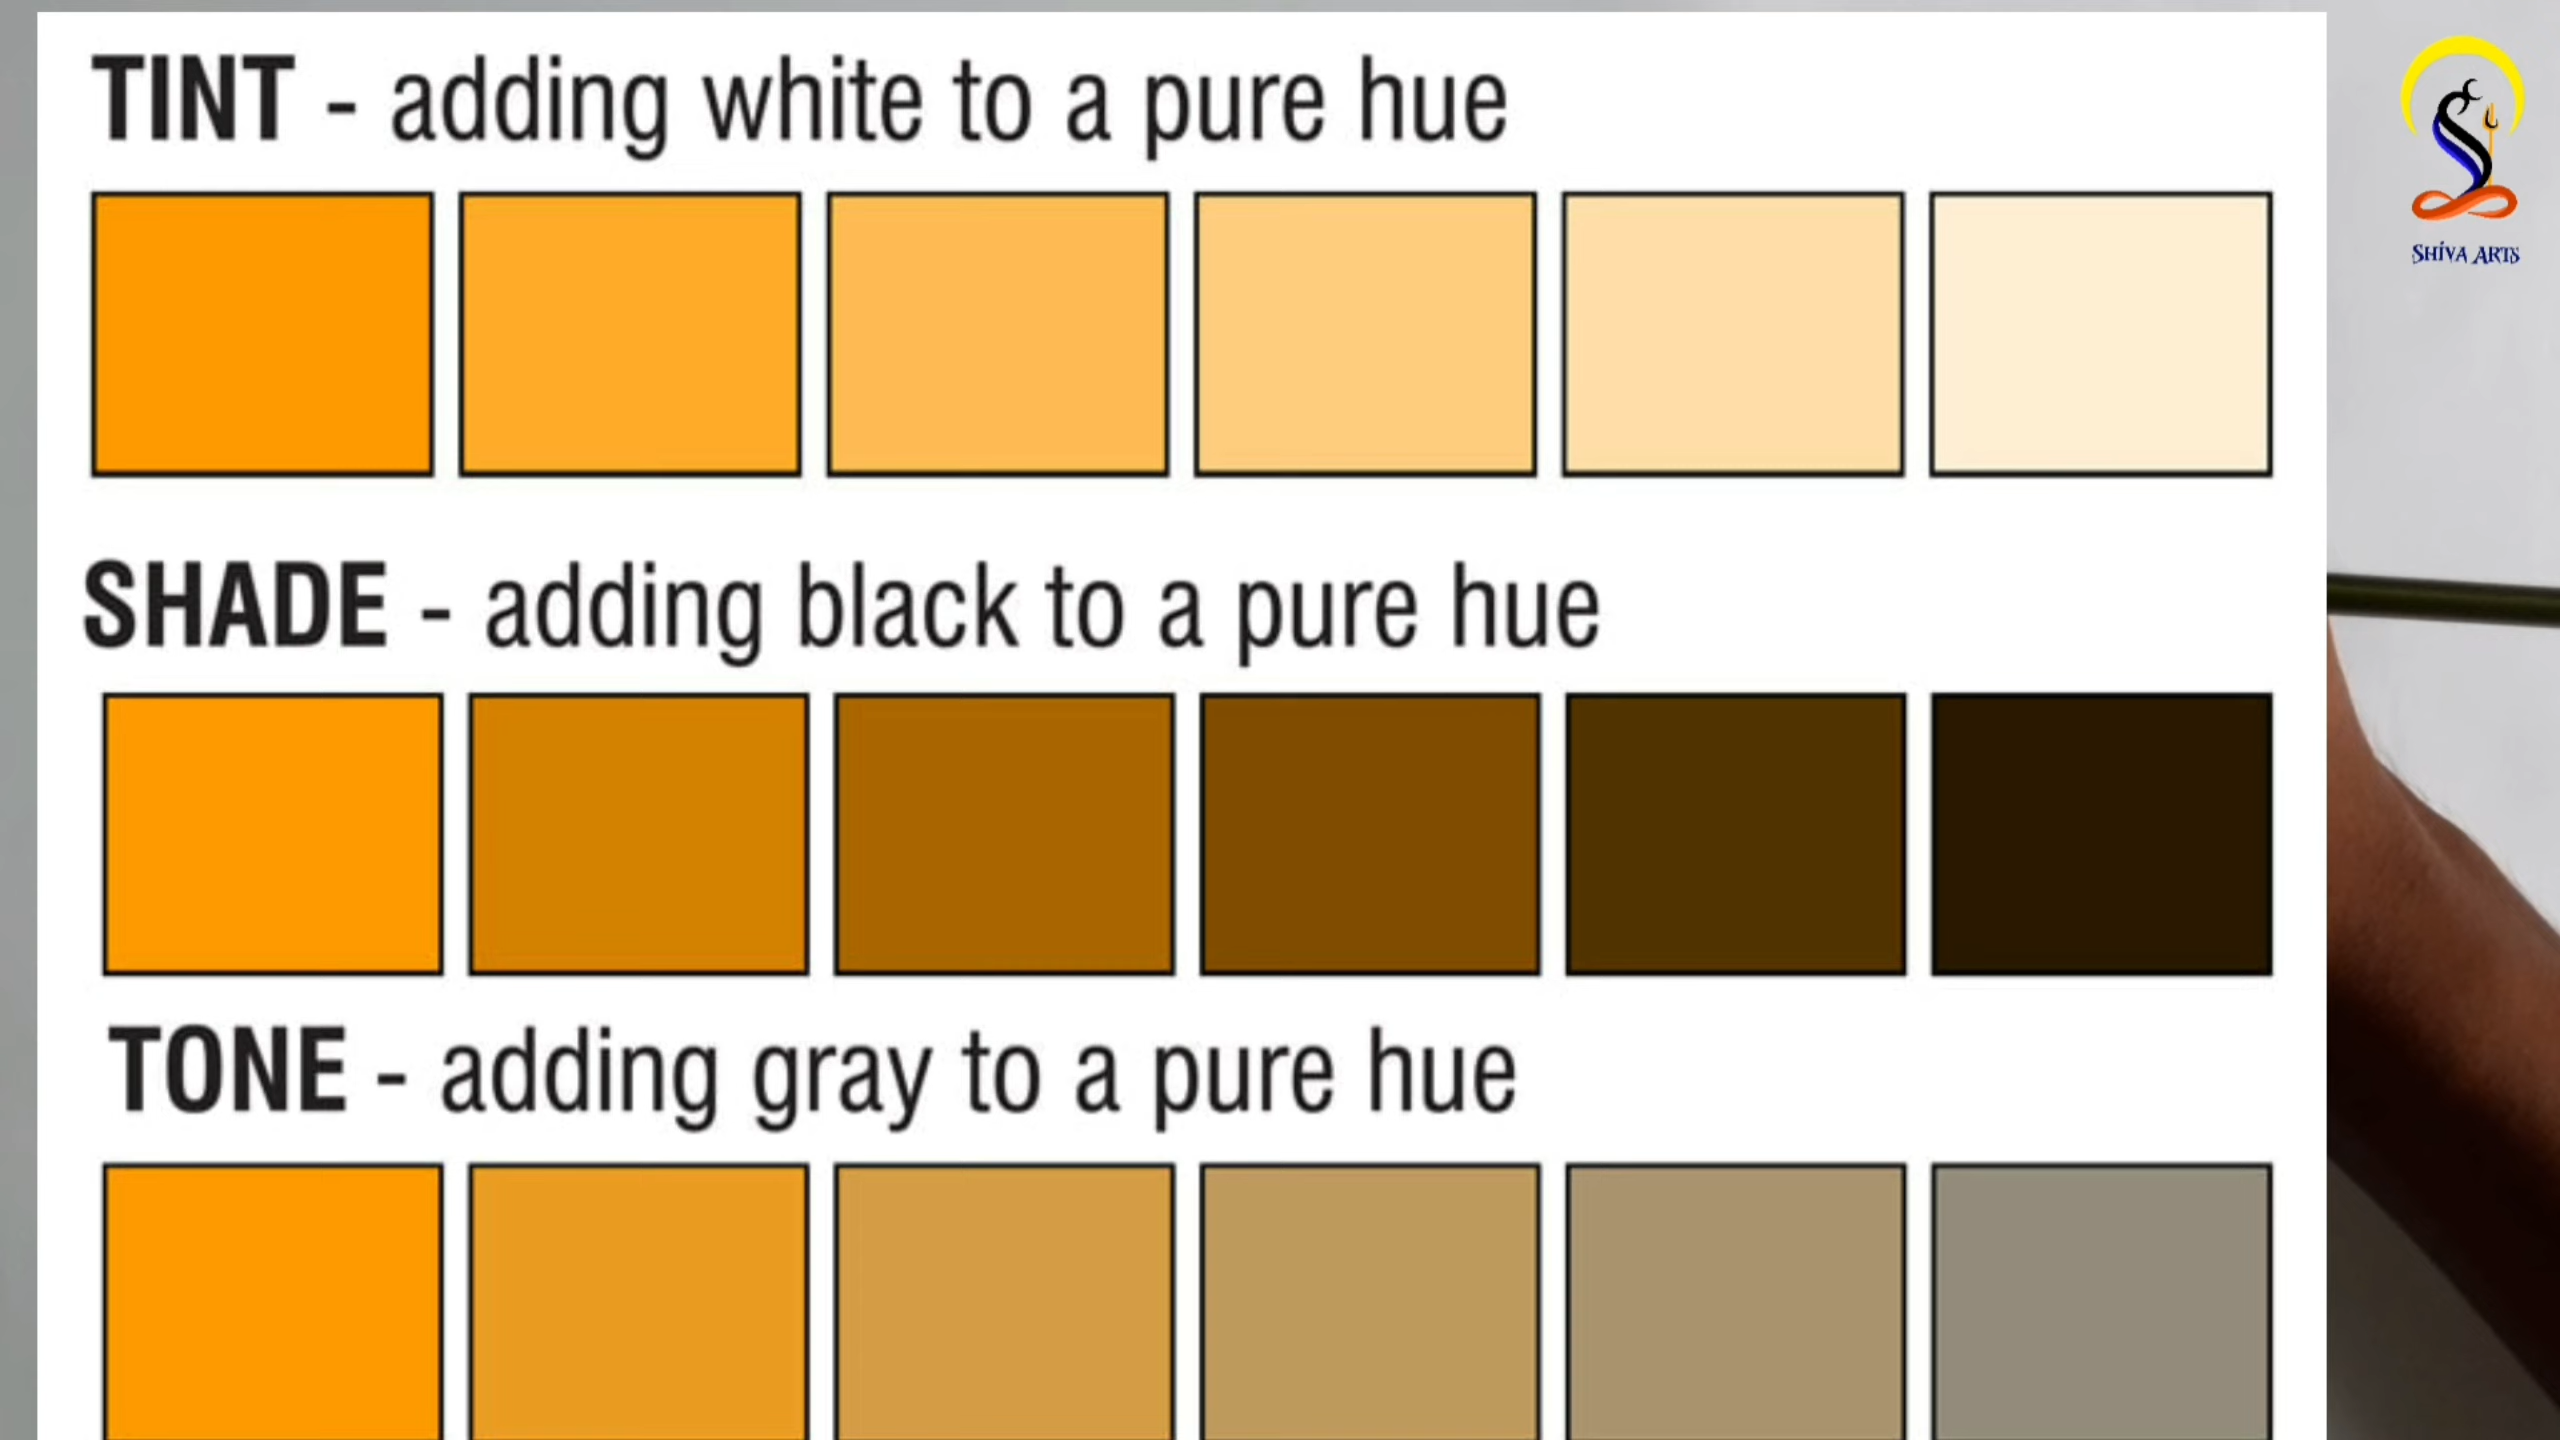 TINT - adding white to a pure hue
SHíVA ARTS
SHADE - adding black to a pure hue
TONE - adding gray to a pure hue